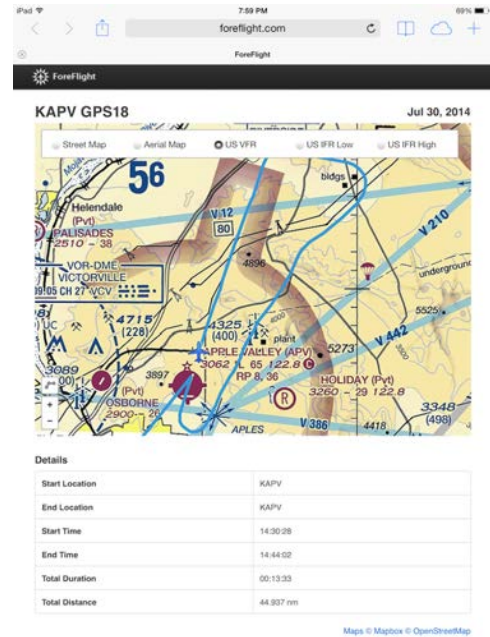 iPad
7:59 PM
69%
foreflight.com
ForeFlight
ForeFlight
KAPV GPS18
Jul 30, 2014
Street Map
Aerial Map
US VFR
US IFR Low
US IFR High
56
bldgs
Helendale
(Pvt)
PALISADES
2510 - 38
V 12
80
V 210
VOR-DME
VICTORVILLE
CH 27 VCV
4896
underground
4715
(228)
4325
(400)
plant
5525
V 442
APPLE VALLEY (APV)
5273
3062 L 65 122.8 C
RP 8, 36
3089
3897
(Pvt)
OSBORNE
2900 - 26
HOLIDAY (Pvt)
3260 - 29 122.8
R
3348
(498)
APLES
V 386
4418
4000
+
-
Details
Start Location KAPV
End Location KAPV
Start Time 14:30:28
End Time 14:44:02
Total Duration 00:13:33
Total Distance 44.937 nm
Maps © Mapbox © OpenStreetMap